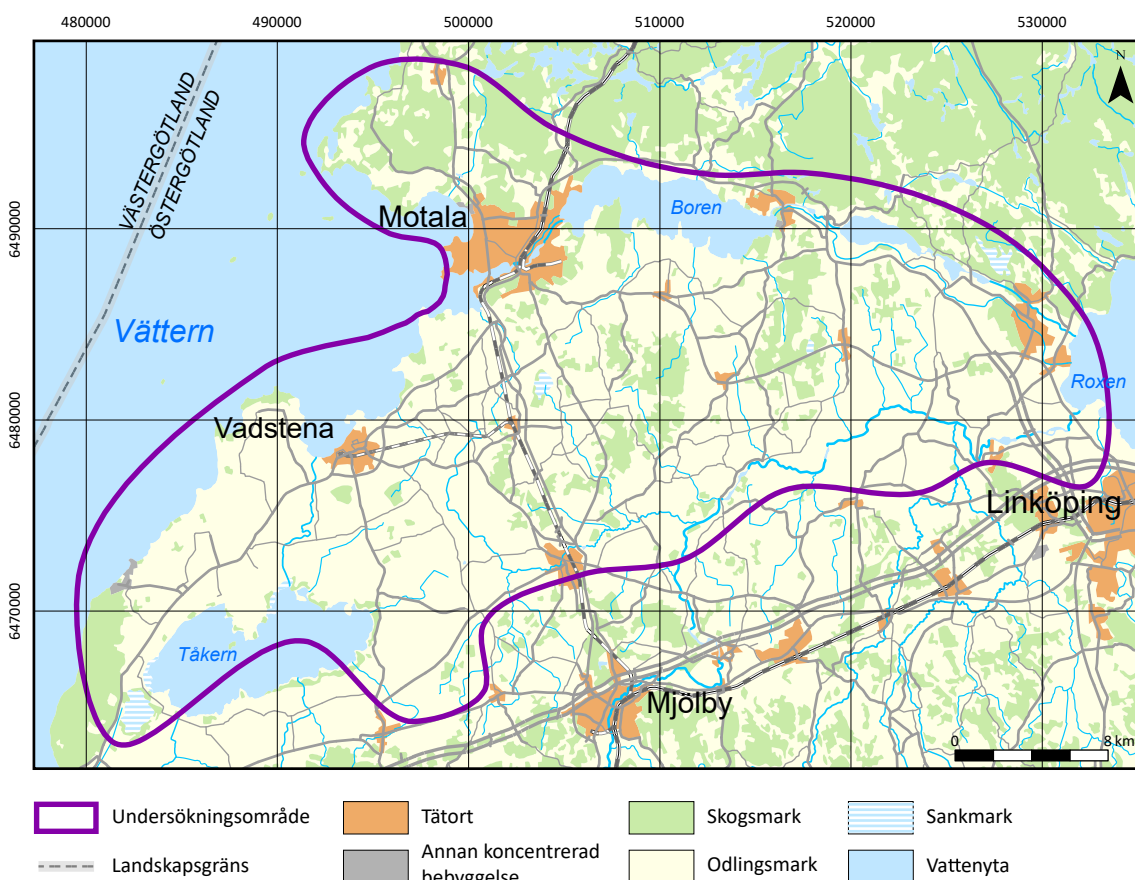 480000 490000 500000 510000 520000 530000
N
VÄSTERGÖTLAND
ÖSTERGÖTLAND
6490000
Motala
Boren
Vättern
Roxen
6480000
Vadstena
Linköping
6470000
Tåkern
Mjölby
0 8 km
Undersökningsområde
Tätort
Skogsmark
Sankmark
Landskapsgräns
Annan koncentrerad
bebyggelse
Odlingsmark
Vattenyta